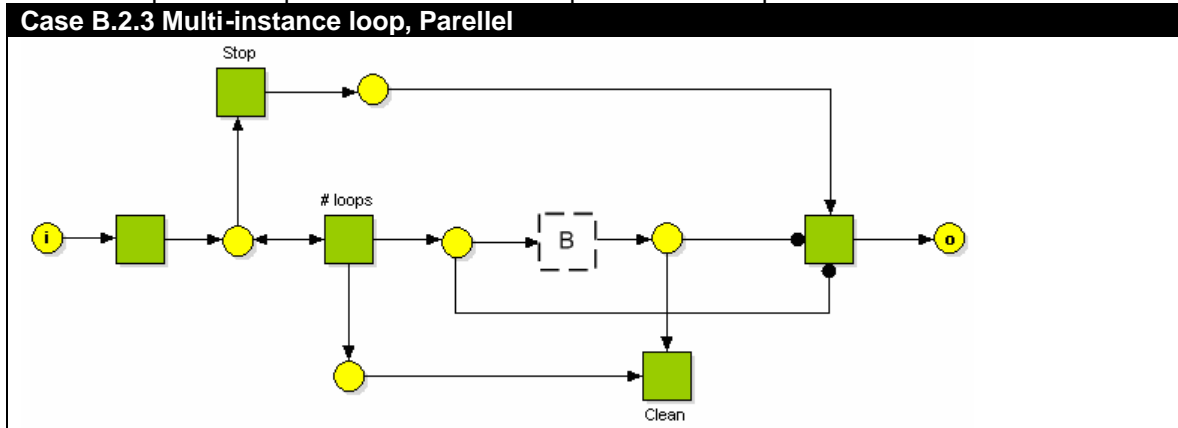 Case B.2.3 Multi-instance loop, Parellel
Stop
# loops
i
B
o
Clean